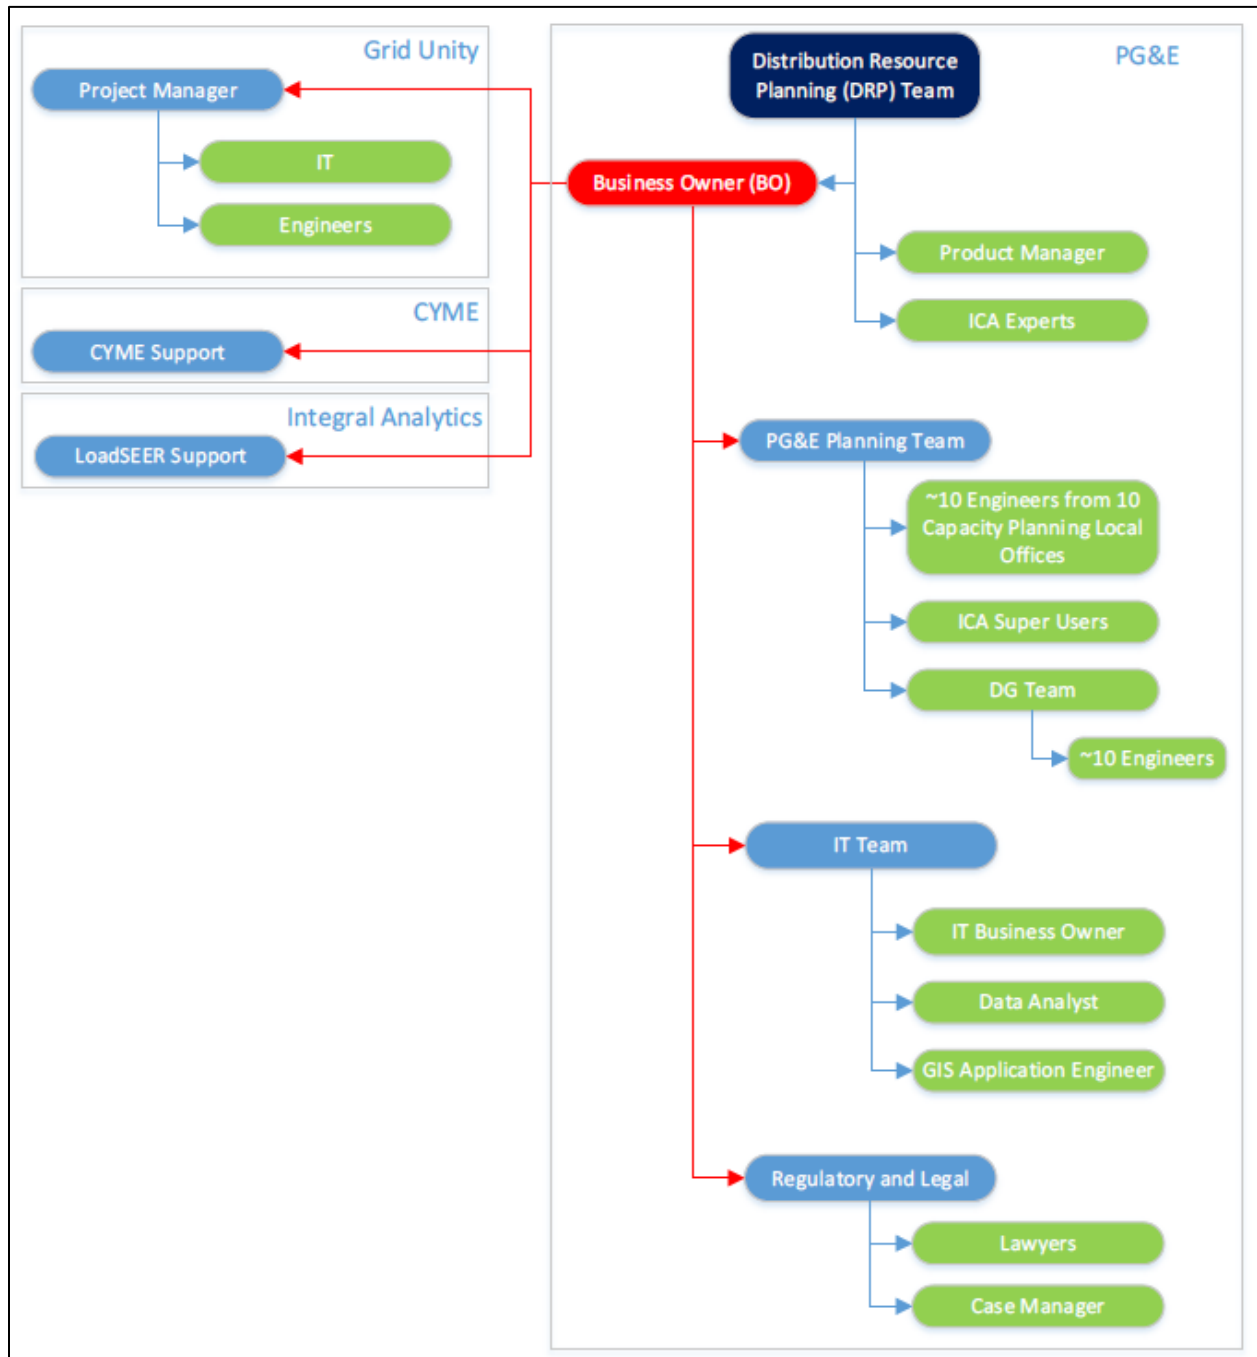 Grid Unity
Project Manager
IT
Engineers
CYME
CYME Support
Integral Analytics
LoadSEER Support
PG&E
Distribution Resource
Planning (DRP) Team
Business Owner (BO)
Product Manager
ICA Experts
PG&E Planning Team
~10 Engineers from 10
Capacity Planning Local
Offices
ICA Super Users
DG Team
~10 Engineers
IT Team
IT Business Owner
Data Analyst
GIS Application Engineer
Regulatory and Legal
Lawyers
Case Manager